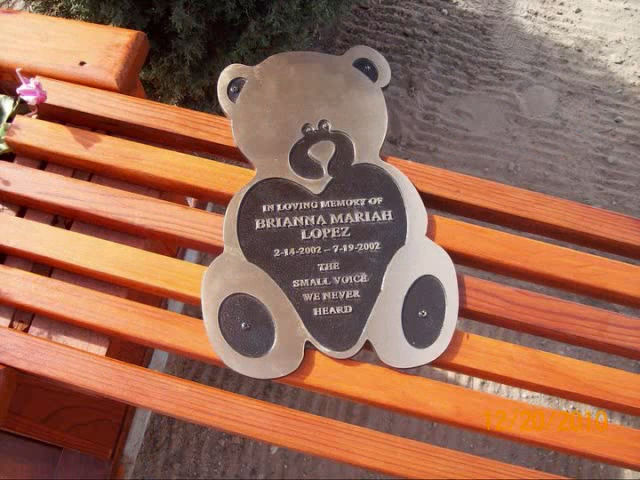 IN LOVING MEMORY OF
BRIANNA MARIAH
LOPEZ
2-14-2002 – 7-19-2002
THE
SMALL VOICE
WE NEVER
HEARD
12-20-2010